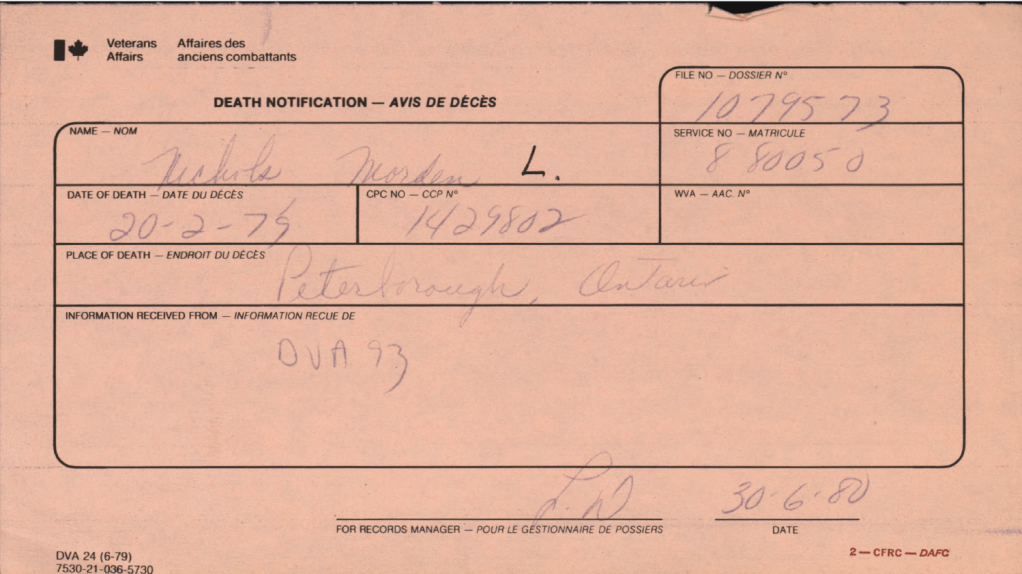 Veterans Affaires des
Affairs anciens combattants
FILE NO — DOSSIER N°
1079573
DEATH NOTIFICATION — AVIS DE DÉCÈS
NAME — NOM
Nichols Morden L.
SERVICE NO — MATRICULE
880050
DATE OF DEATH — DATE DU DÉCÈS
20-2-79
CPC NO — CCP N°
1429802
WVA — AAC. N°
PLACE OF DEATH — ENDROIT DU DÉCÈS
Peterborough, Ontario
INFORMATION RECEIVED FROM — INFORMATION RECUE DE
DVA 93
L.D 30-6-80
FOR RECORDS MANAGER — POUR LE GESTIONNAIRE DE POSSIERS DATE
DVA 24 (6-79)
7530-21-036-5730
2 — CFRC — DAFC